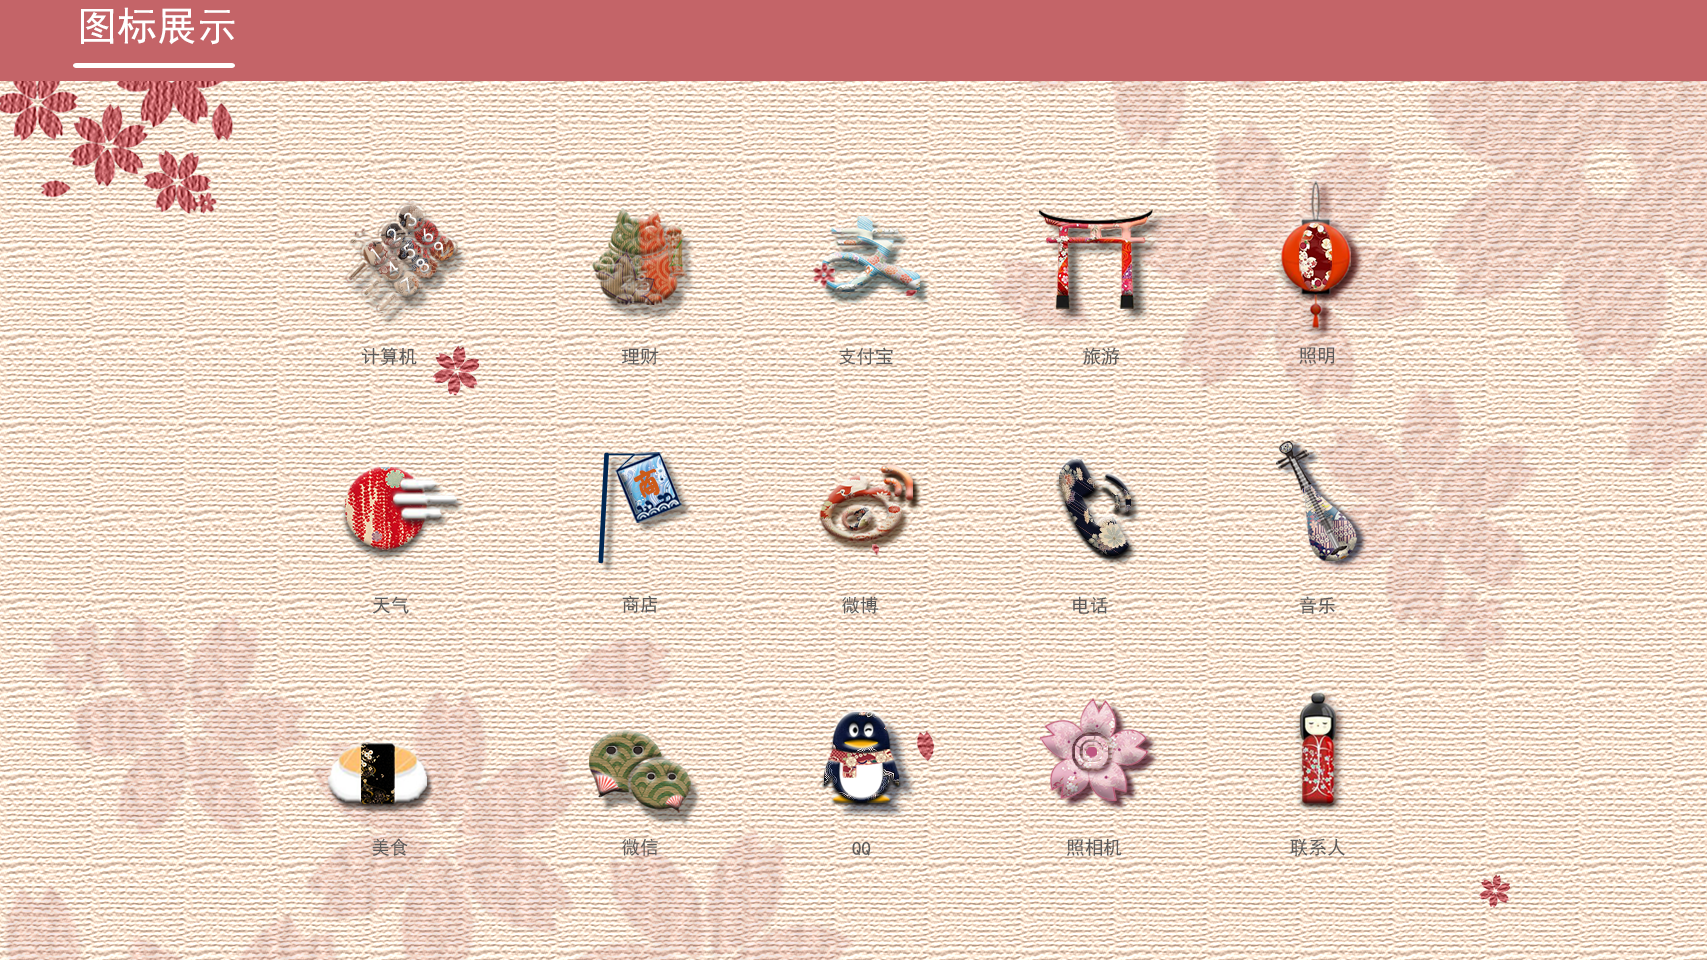 图标展示
计算机
理财
支付宝
旅游
照明
商
天气
商店
微博
电话
音乐
美食
微信
QQ
照相机
联系人